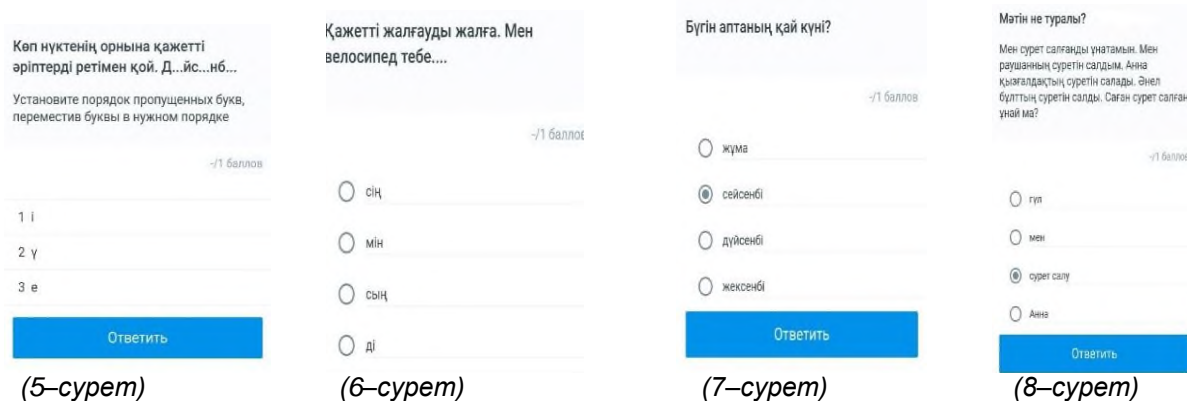 Көп нүктенің орнына қажетті
әріптерді ретімен қой. Д...йс...нб...
Установите порядок пропущенных букв,
переместив буквы в нужном порядке
-/1 баллов
1 і
2 ү
3 е
Ответить
(5–сурет)
Қажетті жалғауды жалға. Мен
велосипед тебе....
-/1 баллов
сің
мін
сың
ді
(6–сурет)
Бүгін аптаның қай күні?
-/1 баллов
жұма
сейсенбі
дүйсенбі
жексенбі
Ответить
(7–сурет)
Мәтін не туралы?
Мен сурет салғанды ұнатамын. Мен
раушанның суретін салдым. Анна
қызғалдақтың суретін салады. Әнел
бұлттың суретін салды. Саған сурет салған
ұнай ма?
-/1 баллов
гүл
мен
сурет салу
Анна
Ответить
(8–сурет)